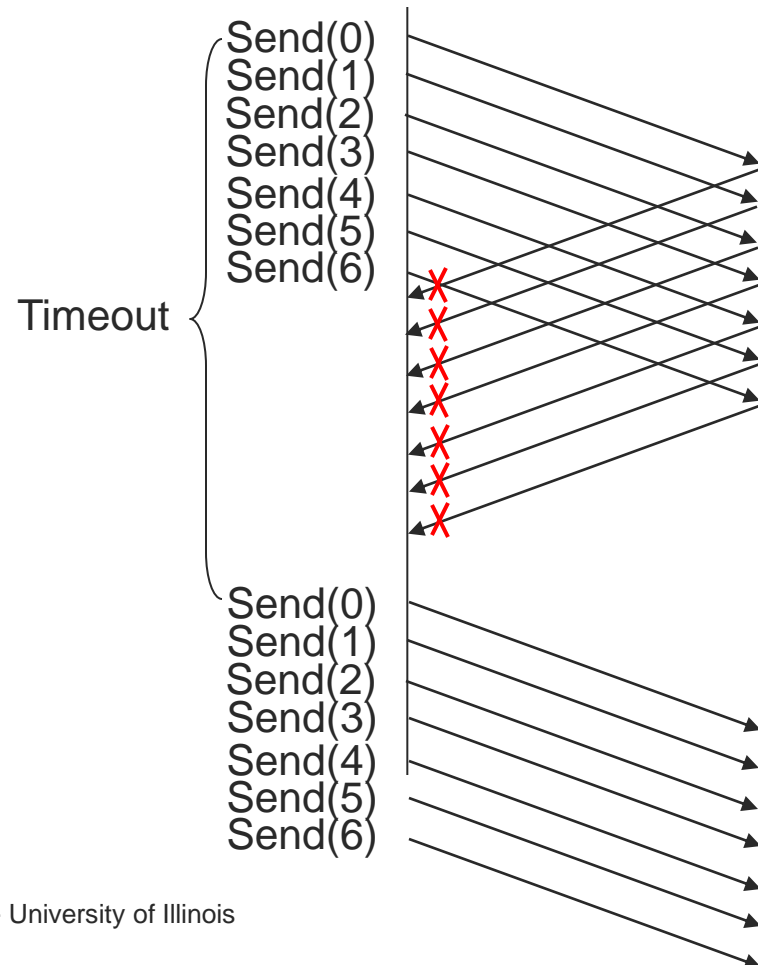 Send(0)
Send(1)
Send(2)
Send(3)
Send(4)
Send(5)
Send(6)
Timeout
Send(0)
Send(1)
Send(2)
Send(3)
Send(4)
Send(5)
Send(6)
University of Illinois